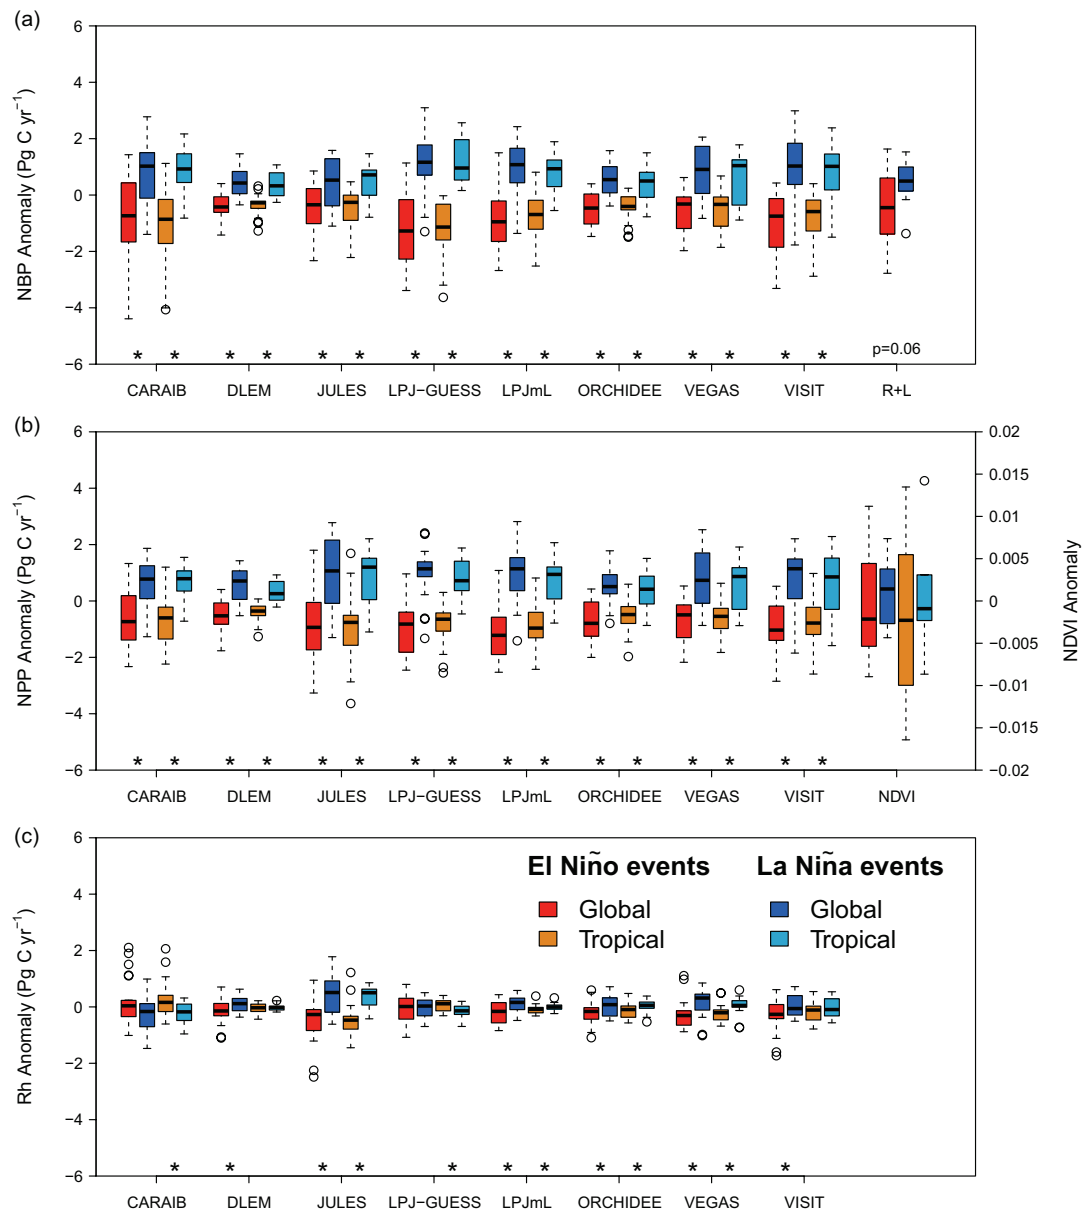 (a)
NBP Anomaly (Pg C yr⁻¹)
6
4
2
0
−2
−4
−6
* * * * * * * * * * * * * * * * p=0.06
CARAIB DLEM JULES LPJ−GUESS LPJmL ORCHIDEE VEGAS VISIT R+L
(b)
NPP Anomaly (Pg C yr⁻¹)
6
4
2
0
−2
−4
−6
0.02
0.015
0.01
0.005
0
−0.005
−0.01
−0.015
−0.02
NDVI Anomaly
* * * * * * * * * * * * * * * *
CARAIB DLEM JULES LPJ−GUESS LPJmL ORCHIDEE VEGAS VISIT NDVI
(c)
Rh Anomaly (Pg C yr⁻¹)
6
4
2
0
−2
−4
−6
El Niño events La Niña events
Global Global
Tropical Tropical
* * * * * * * * * * * * *
CARAIB DLEM JULES LPJ−GUESS LPJmL ORCHIDEE VEGAS VISIT